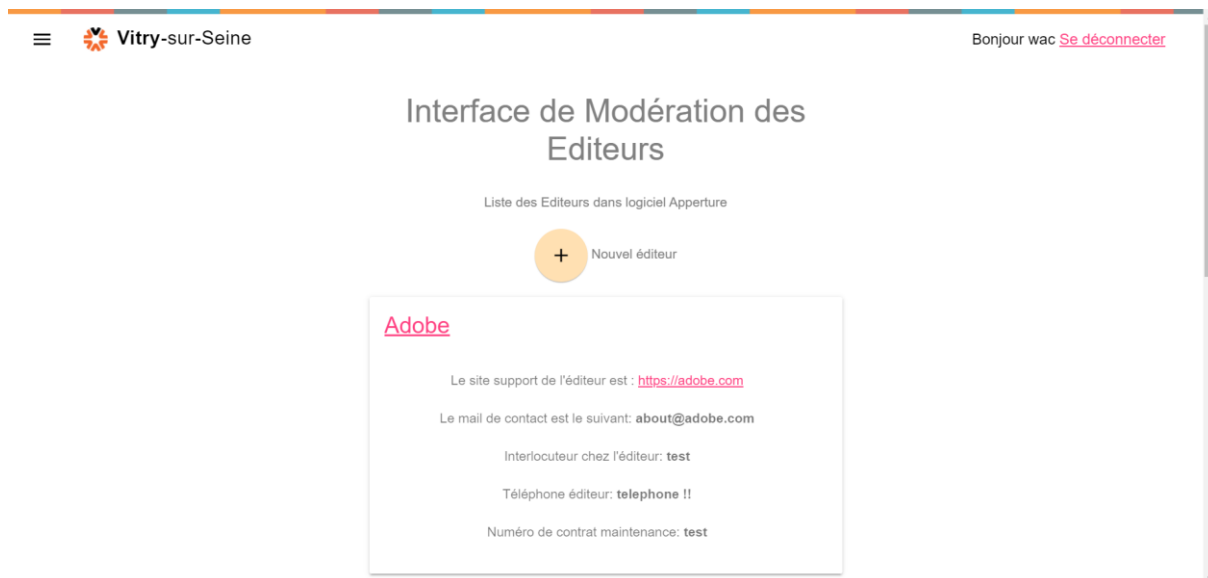 Vitry-sur-Seine
Bonjour wac Se déconnecter
Interface de Modération des
Editeurs
Liste des Editeurs dans logiciel Apperture
+ Nouvel éditeur
Adobe
Le site support de l'éditeur est : https://adobe.com
Le mail de contact est le suivant: about@adobe.com
Interlocuteur chez l'éditeur: test
Téléphone éditeur: telephone !!
Numéro de contrat maintenance: test